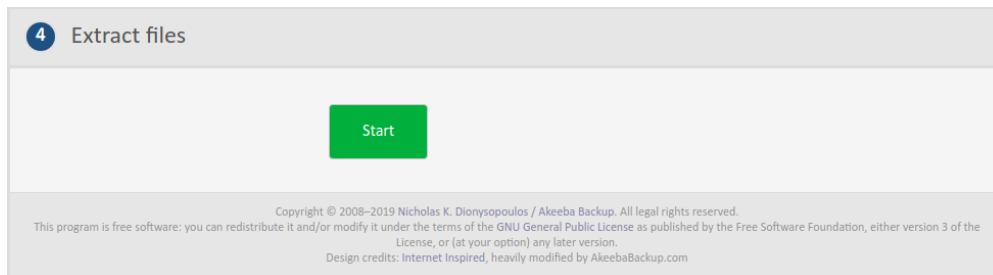 4 Extract files
Start
Copyright © 2008–2019 Nicholas K. Dionysopoulos / Akeeba Backup. All legal rights reserved.
This program is free software: you can redistribute it and/or modify it under the terms of the GNU General Public License as published by the Free Software Foundation, either version 3 of the
License, or (at your option) any later version.
Design credits: Internet Inspired, heavily modified by AkeebaBackup.com